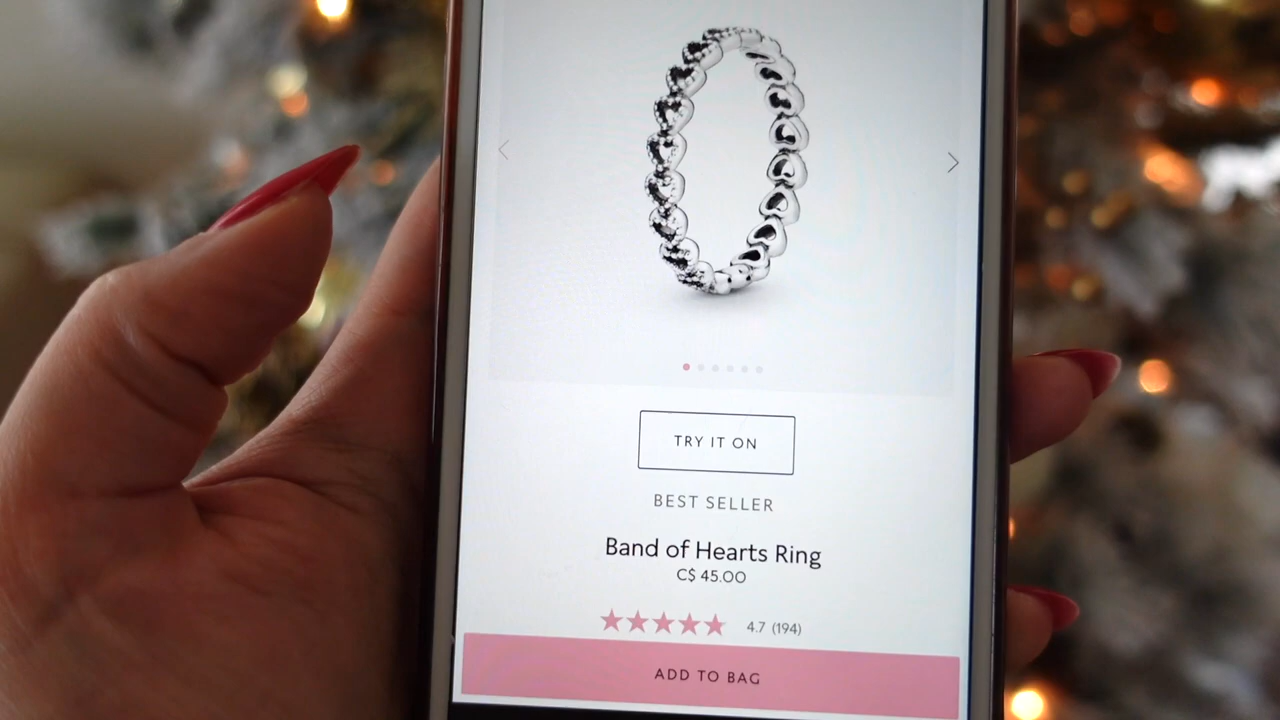 TRY IT ON
BEST SELLER
Band of Hearts Ring
C$ 45.00
4.7 (194)
ADD TO BAG